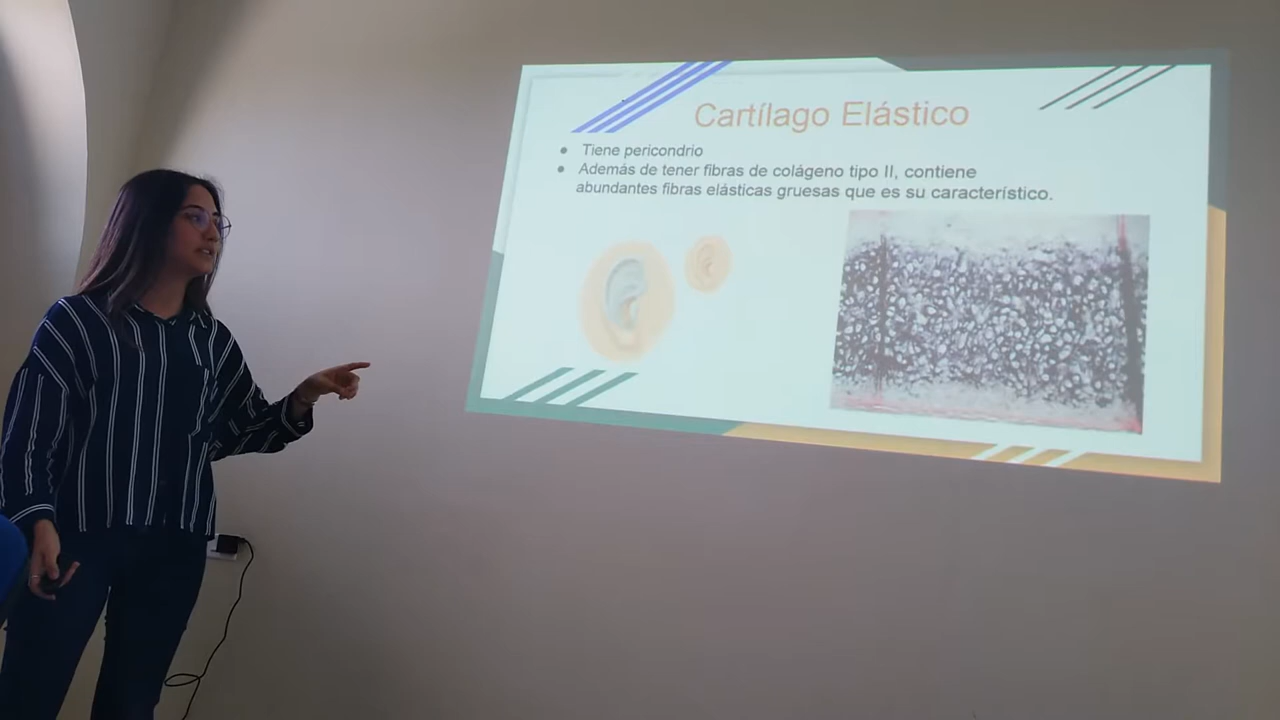 Cartílago Elástico
Tiene pericondrio
Además de tener fibras de colágeno tipo II, contiene
abundantes fibras elásticas gruesas que es su característico.